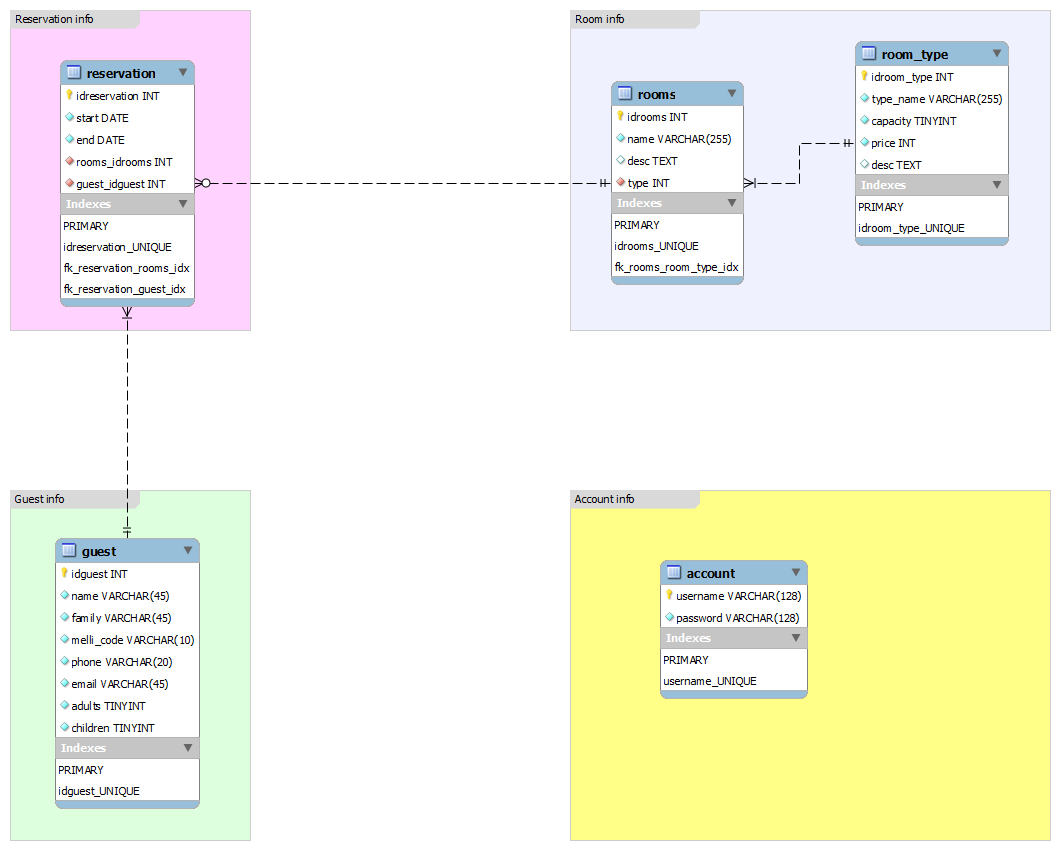 Reservation info
reservation
idreservation INT
start DATE
end DATE
rooms_idrooms INT
guest_idguest INT
Indexes
PRIMARY
idreservation_UNIQUE
fk_reservation_rooms_idx
fk_reservation_guest_idx
Room info
rooms
idrooms INT
name VARCHAR(255)
desc TEXT
type INT
Indexes
PRIMARY
idrooms_UNIQUE
fk_rooms_room_type_idx
room_type
idroom_type INT
type_name VARCHAR(255)
capacity TINYINT
price INT
desc TEXT
Indexes
PRIMARY
idroom_type_UNIQUE
Guest info
guest
idguest INT
name VARCHAR(45)
family VARCHAR(45)
melli_code VARCHAR(10)
phone VARCHAR(20)
email VARCHAR(45)
adults TINYINT
children TINYINT
Indexes
PRIMARY
idguest_UNIQUE
Account info
account
username VARCHAR(128)
password VARCHAR(128)
Indexes
PRIMARY
username_UNIQUE